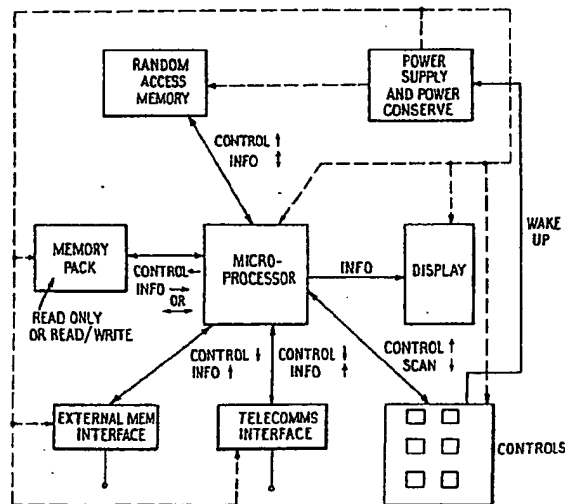 RANDOM
ACCESS
MEMORY
POWER
SUPPLY
AND POWER
CONSERVE
CONTROL ↑
INFO ↕
WAKE
UP
MEMORY
PACK
CONTROL ←
INFO →
OR
↔
MICRO-
PROCESSOR
INFO
DISPLAY
READ ONLY
OR READ/WRITE
CONTROL ↓
INFO ↑
CONTROL ↓
INFO ↑
CONTROL ↑
SCAN ↓
EXTERNAL MEM
INTERFACE
TELECOMMS
INTERFACE
CONTROLS